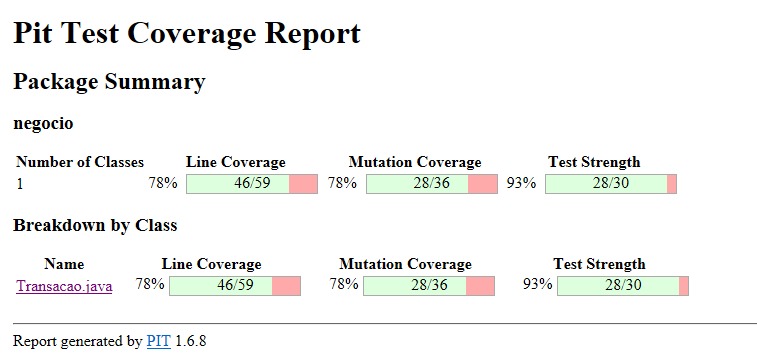 Pit Test Coverage Report
Package Summary
negocio
Number of Classes Line Coverage Mutation Coverage Test Strength
1 78% 46/59 78% 28/36 93% 28/30
Breakdown by Class
Name Line Coverage Mutation Coverage Test Strength
Transacao.java 78% 46/59 78% 28/36 93% 28/30
Report generated by PIT 1.6.8